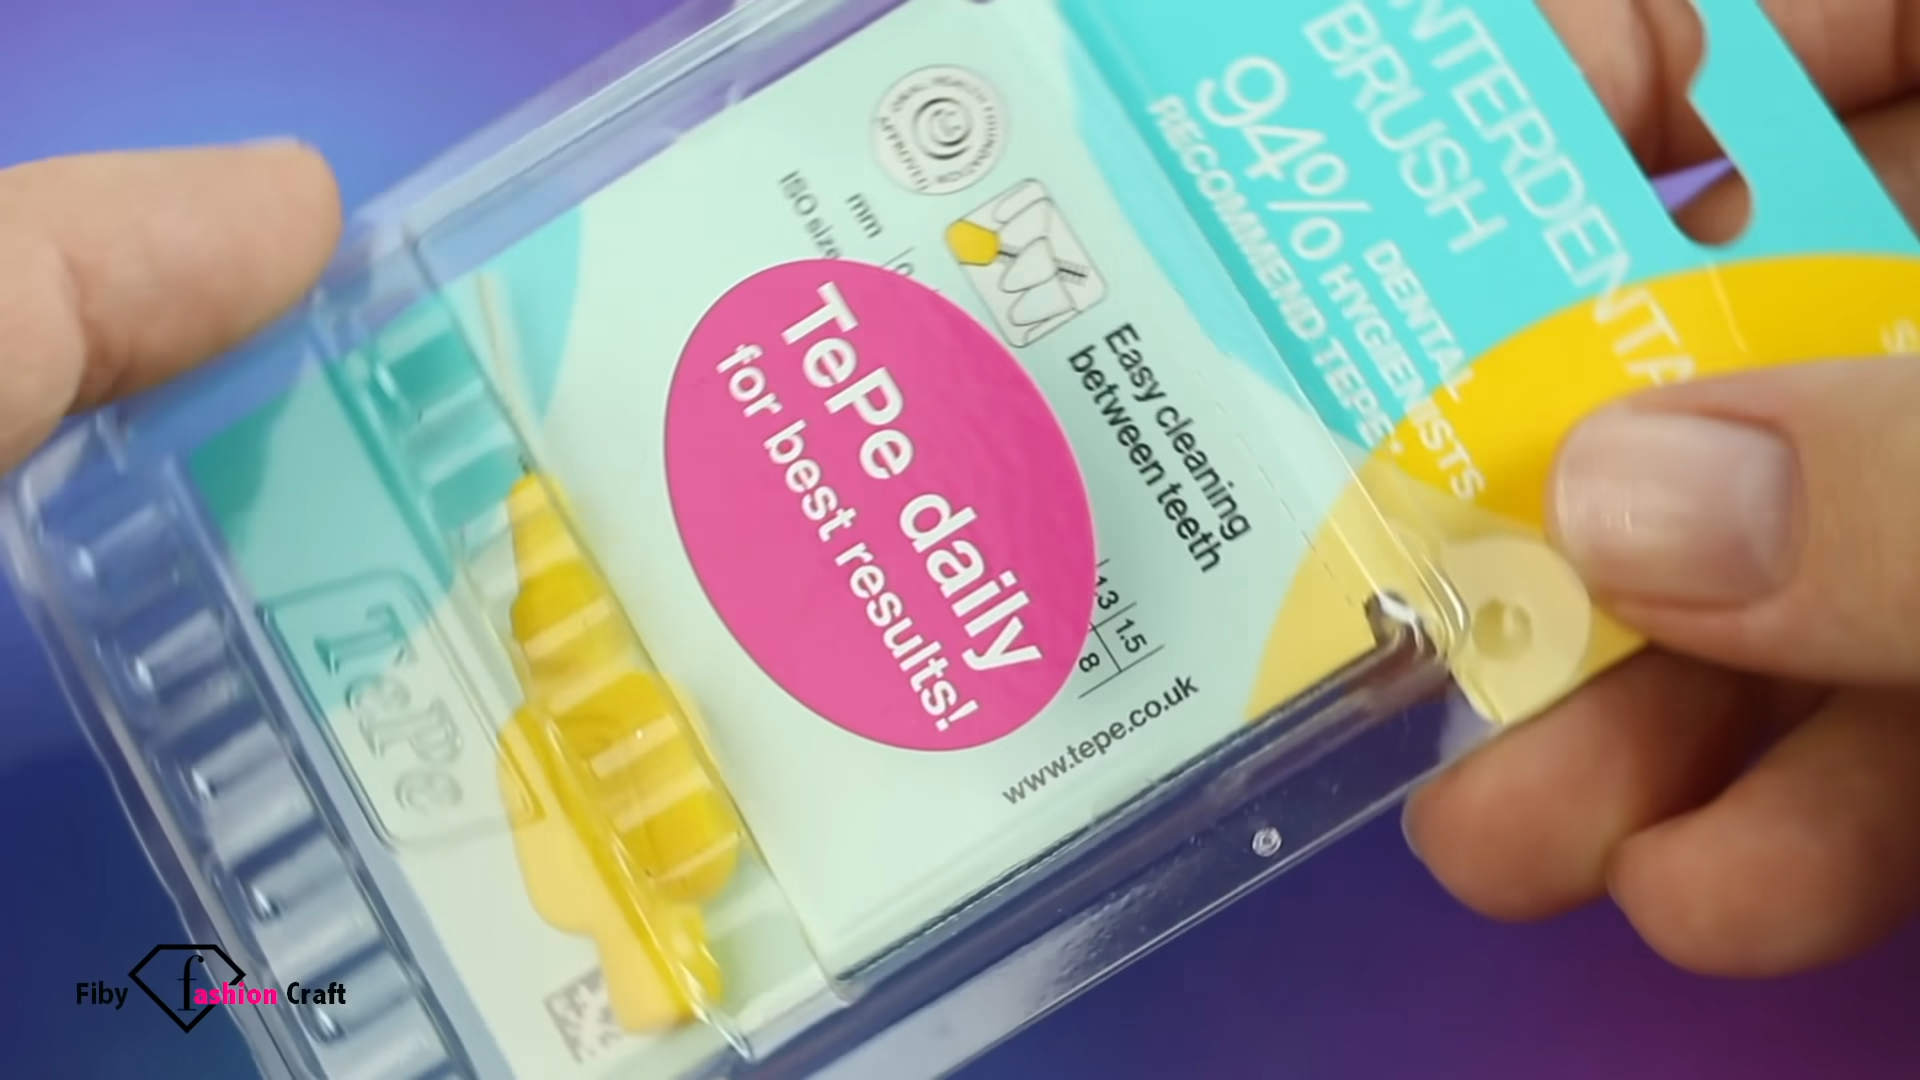 INTERDENTA
BRUSH
94% DENTAL
HYGIENISTS
RECOMMEND TEPE.
Easy cleaning
between teeth
mm
ISO size
1.3
1.5
8
TePe daily
for best results!
www.tepe.co.uk
TePe
Fiby fashion Craft